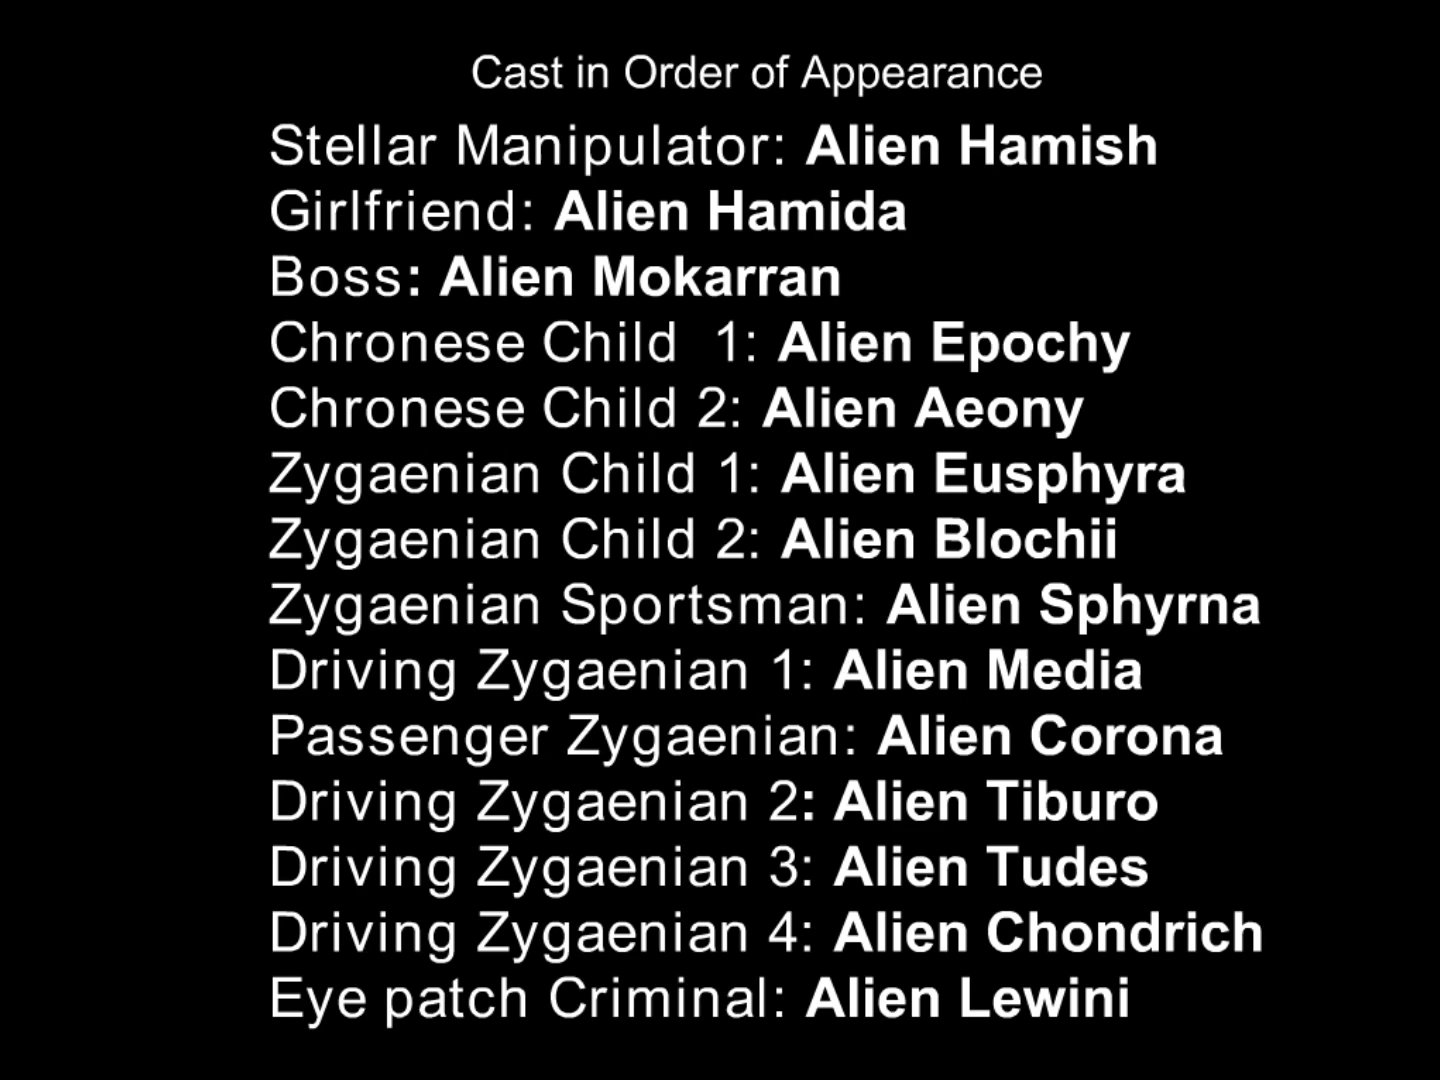 Cast in Order of Appearance
Stellar Manipulator: Alien Hamish
Girlfriend: Alien Hamida
Boss: Alien Mokarran
Chronese Child  1: Alien Epochy
Chronese Child 2: Alien Aeony
Zygaenian Child 1: Alien Eusphyra
Zygaenian Child 2: Alien Blochii
Zygaenian Sportsman: Alien Sphyrna
Driving Zygaenian 1: Alien Media
Passenger Zygaenian: Alien Corona
Driving Zygaenian 2: Alien Tiburo
Driving Zygaenian 3: Alien Tudes
Driving Zygaenian 4: Alien Chondrich
Eye patch Criminal: Alien Lewini